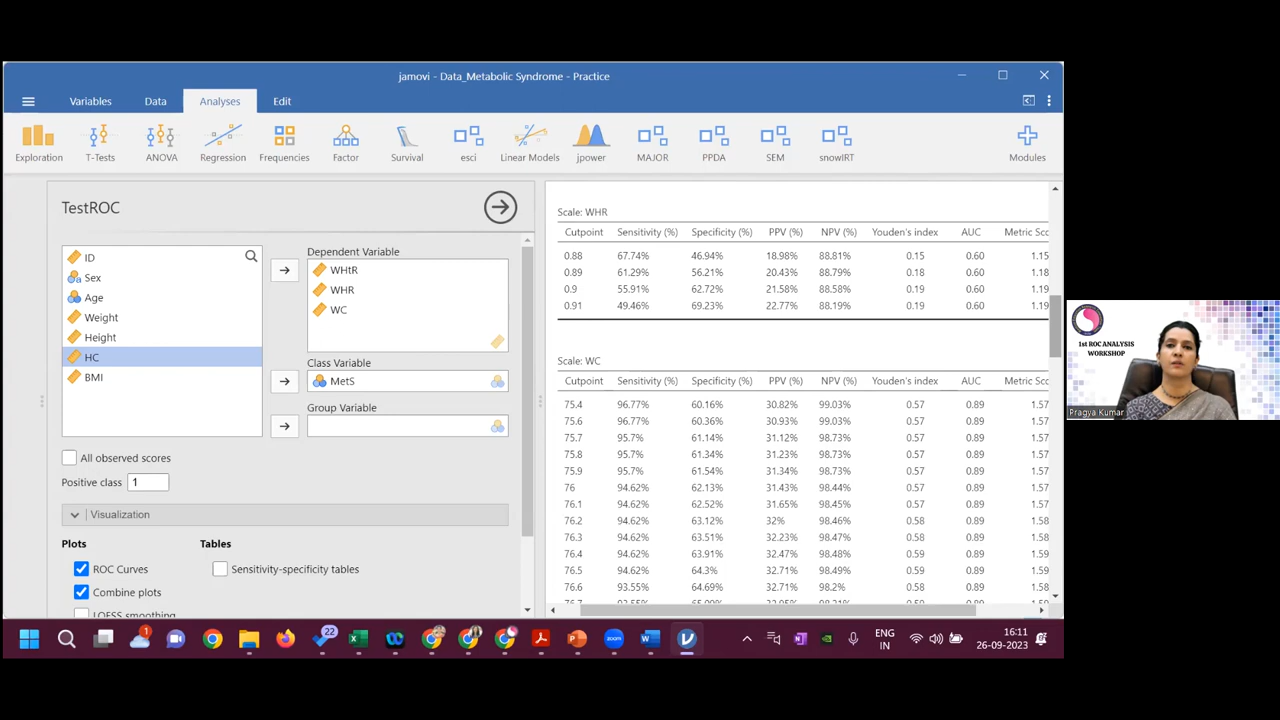 jamovi - Data_Metabolic Syndrome - Practice
Variables Data Analyses Edit
Exploration T-Tests ANOVA Regression Frequencies Factor Survival esci Linear Models jpower MAJOR PPDA SEM snowIRT Modules
TestROC
ID
Sex
Age
Weight
Height
HC
BMI
Dependent Variable
WHtR
WHR
WC
Class Variable
MetS
Group Variable
All observed scores
Positive class 1
Visualization
Plots Tables
ROC Curves Sensitivity-specificity tables
Combine plots
LOESS smoothing
Scale: WHR
Cutpoint Sensitivity (%) Specificity (%) PPV (%) NPV (%) Youden's index AUC Metric Sco
0.88 67.74% 46.94% 18.98% 88.81% 0.15 0.60 1.15
0.89 61.29% 56.21% 20.43% 88.79% 0.18 0.60 1.18
0.9 55.91% 62.72% 21.58% 88.58% 0.19 0.60 1.19
0.91 49.46% 69.23% 22.77% 88.19% 0.19 0.60 1.19
Scale: WC
Cutpoint Sensitivity (%) Specificity (%) PPV (%) NPV (%) Youden's index AUC Metric Sco
75.4 96.77% 60.16% 30.82% 99.03% 0.57 0.89 1.57
75.6 96.77% 60.36% 30.93% 99.03% 0.57 0.89 1.57
75.7 95.7% 61.14% 31.12% 98.73% 0.57 0.89 1.57
75.8 95.7% 61.34% 31.23% 98.73% 0.57 0.89 1.57
75.9 95.7% 61.54% 31.34% 98.73% 0.57 0.89 1.57
76 94.62% 62.13% 31.43% 98.44% 0.57 0.89 1.57
76.1 94.62% 62.52% 31.65% 98.45% 0.57 0.89 1.57
76.2 94.62% 63.12% 32% 98.46% 0.58 0.89 1.58
76.3 94.62% 63.51% 32.23% 98.47% 0.58 0.89 1.58
76.4 94.62% 63.91% 32.47% 98.48% 0.59 0.89 1.59
76.5 94.62% 64.3% 32.71% 98.49% 0.59 0.89 1.59
76.6 93.55% 64.69% 32.71% 98.2% 0.58 0.89 1.58
1st ROC ANALYSIS
WORKSHOP
Pragya Kumar
1
22
ENG
IN
16:11
26-09-2023